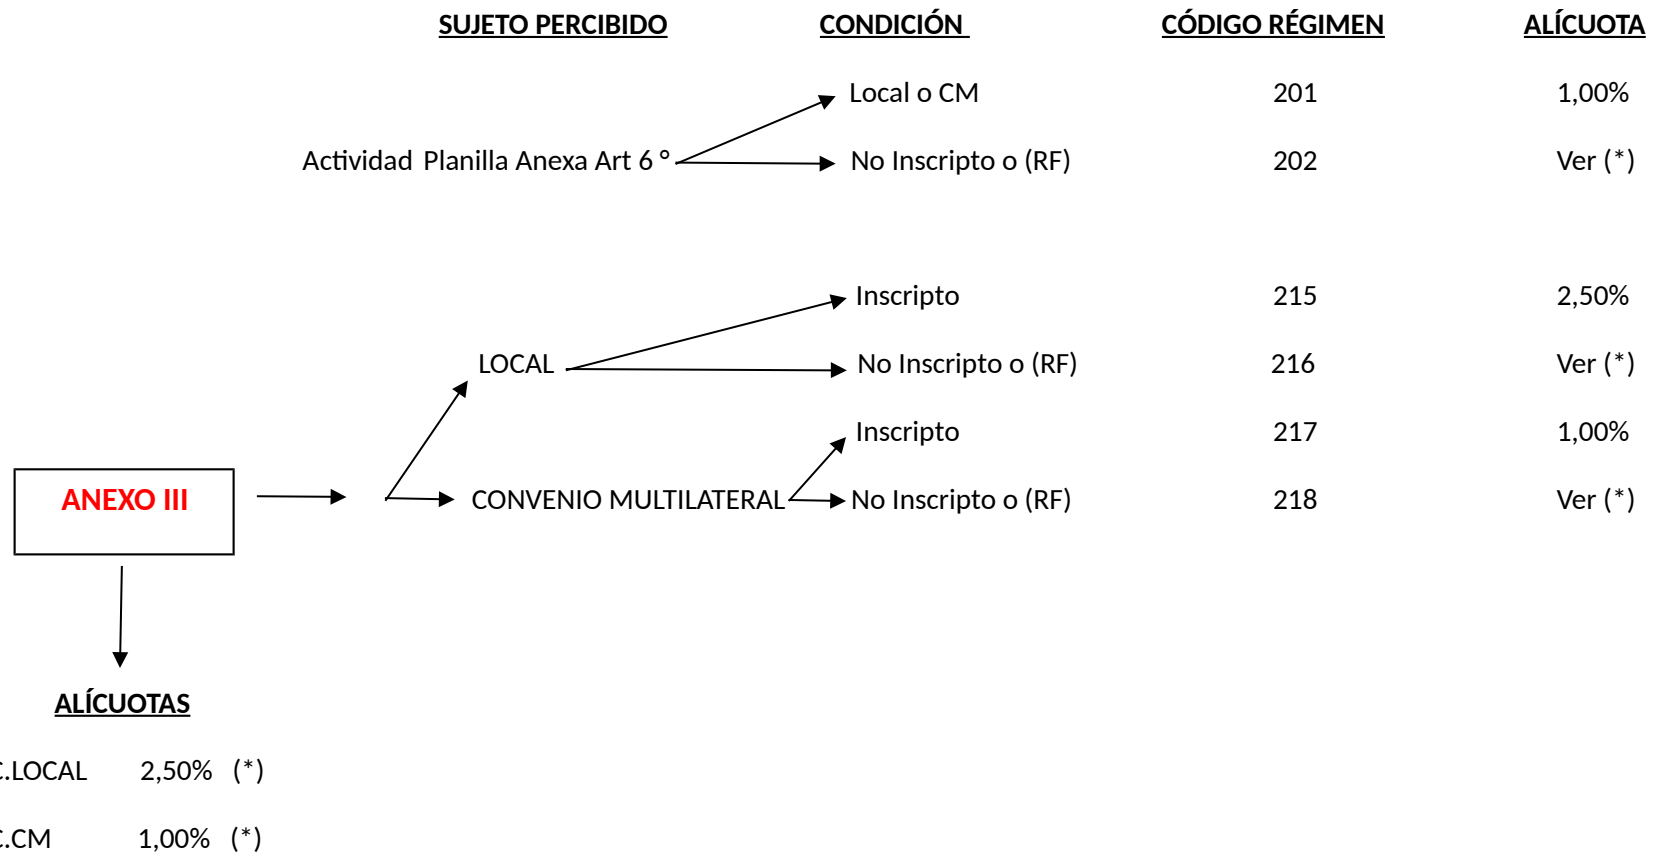 SUJETO PERCIBIDO CONDICIÓN CÓDIGO RÉGIMEN ALÍCUOTA
Local o CM 201 1,00%
Actividad Planilla Anexa Art 6 ° No Inscripto o (RF) 202 Ver (*)
Inscripto 215 2,50%
LOCAL No Inscripto o (RF) 216 Ver (*)
Inscripto 217 1,00%
ANEXO III CONVENIO MULTILATERAL No Inscripto o (RF) 218 Ver (*)
ALÍCUOTAS
C.LOCAL 2,50% (*)
C.CM 1,00% (*)